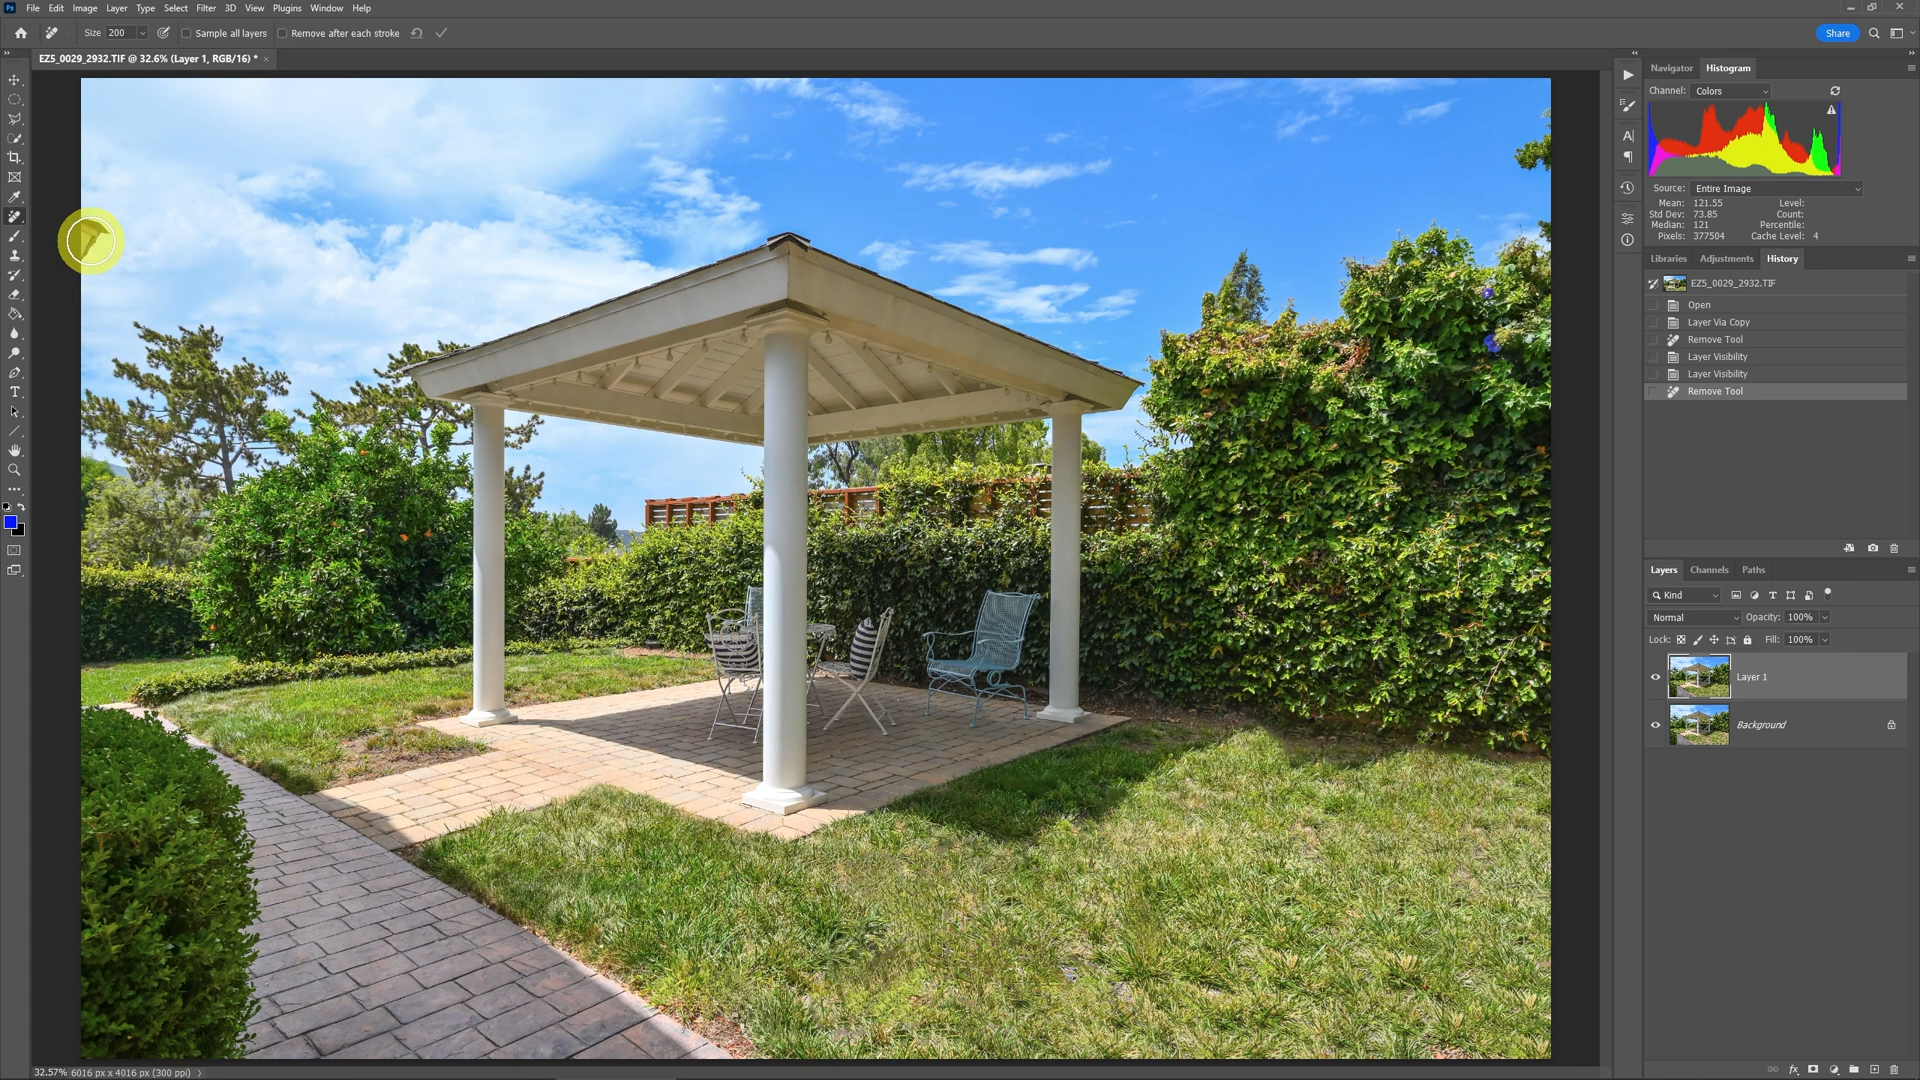 Ps File Edit Image Layer Type Select Filter 3D View Plugins Window Help
Size 200 Sample all layers Remove after each stroke Share
EZ5_0029_2932.TIF @ 32.6% (Layer 1, RGB/16) * ×
Navigator Histogram
Channel: Colors
Source: Entire Image
Mean: 121.55 Level:
Std Dev: 73.85 Count:
Median: 121 Percentile:
Pixels: 377504 Cache Level: 4
Libraries Adjustments History
EZ5_0029_2932.TIF
Open
Layer Via Copy
Remove Tool
Layer Visibility
Layer Visibility
Remove Tool
Layers Channels Paths
Kind
Normal Opacity: 100%
Lock: Fill: 100%
Layer 1
Background
32.57% 6016 px x 4016 px (300 ppi)